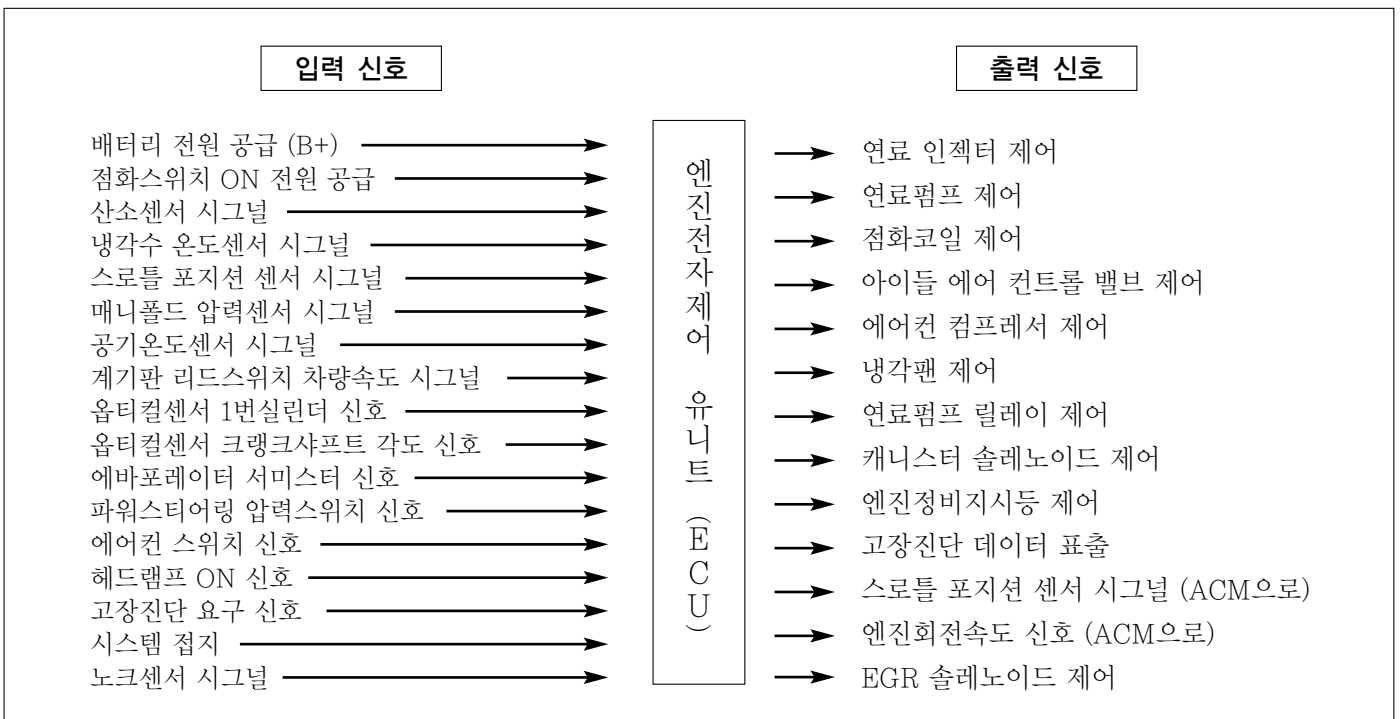 입력 신호
출력 신호
배터리 전원 공급 (B+)
점화스위치 ON 전원 공급
산소센서 시그널
냉각수 온도센서 시그널
스로틀 포지션 센서 시그널
매니폴드 압력센서 시그널
공기온도센서 시그널
계기판 리드스위치 차량속도 시그널
옵티컬센서 1번실린더 신호
옵티컬센서 크랭크샤프트 각도 신호
에바포레이터 서미스터 신호
파워스티어링 압력스위치 신호
에어컨 스위치 신호
헤드램프 ON 신호
고장진단 요구 신호
시스템 접지
노크센서 시그널
엔진전자제어 유니트 (ECU)
연료 인젝터 제어
연료펌프 제어
점화코일 제어
아이들 에어 컨트롤 밸브 제어
에어컨 컴프레서 제어
냉각팬 제어
연료펌프 릴레이 제어
캐니스터 솔레노이드 제어
엔진정비지시등 제어
고장진단 데이터 표출
스로틀 포지션 센서 시그널 (ACM으로)
엔진회전속도 신호 (ACM으로)
EGR 솔레노이드 제어